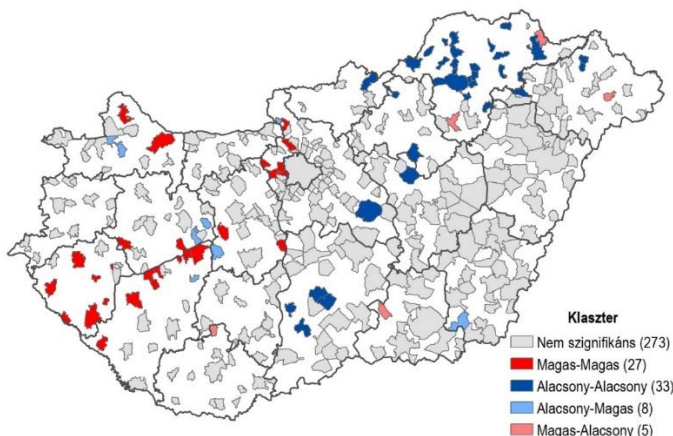 Klaszter
Nem szignifikáns (273)
Magas-Magas (27)
Alacsony-Alacsony (33)
Alacsony-Magas (8)
Magas-Alacsony (5)